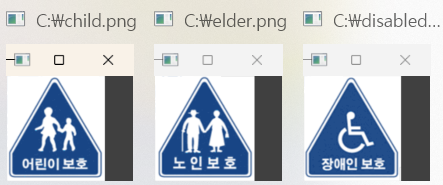 C:₩child.png
C:₩elder.png
C:₩disabled...
어린이 보호
노 인 보 호
장애인 보호